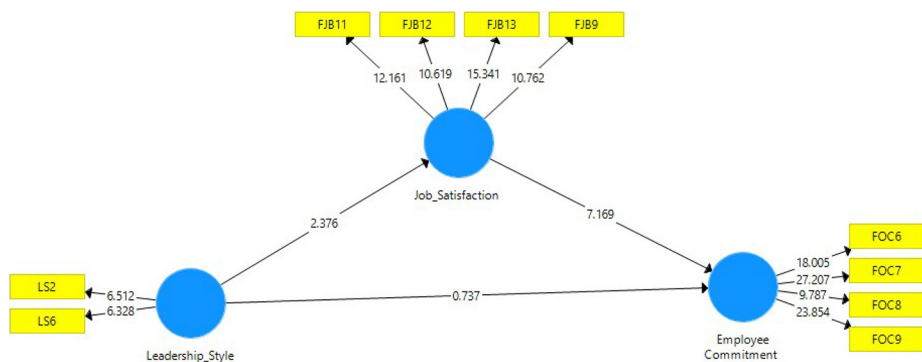 FJB11
FJB12
FJB13
FJB9
12.161
10.619
15.341
10.762
Job_Satisfaction
2.376
7.169
FOC6
18.005
FOC7
27.207
LS2
6.512
0.737
9.787
FOC8
LS6
6.328
23.854
FOC9
Leadership_Style
Employee
Commitment